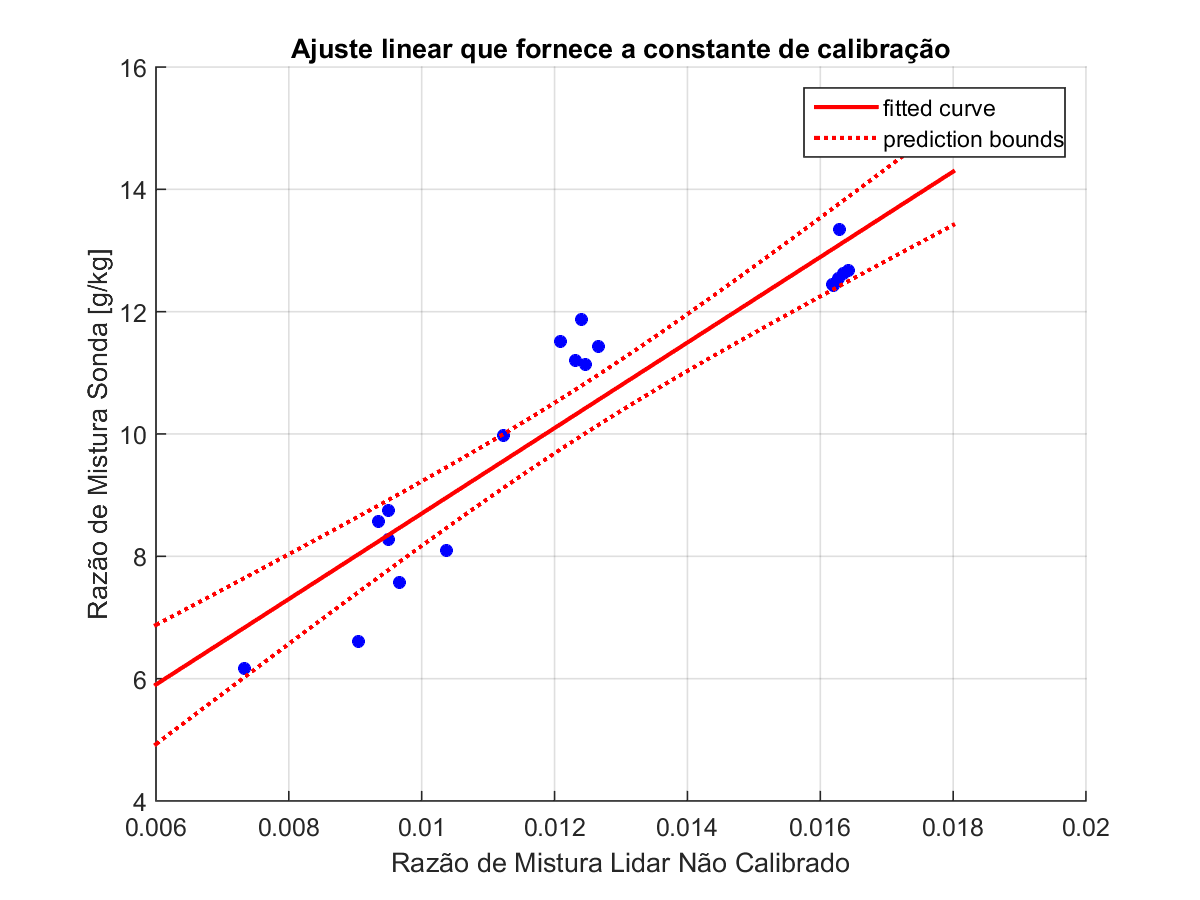 Ajuste linear que fornece a constante de calibração
fitted curve
prediction bounds
16
14
12
10
8
6
4
Razão de Mistura Sonda [g/kg]
0.006 0.008 0.01 0.012 0.014 0.016 0.018 0.02
Razão de Mistura Lidar Não Calibrado